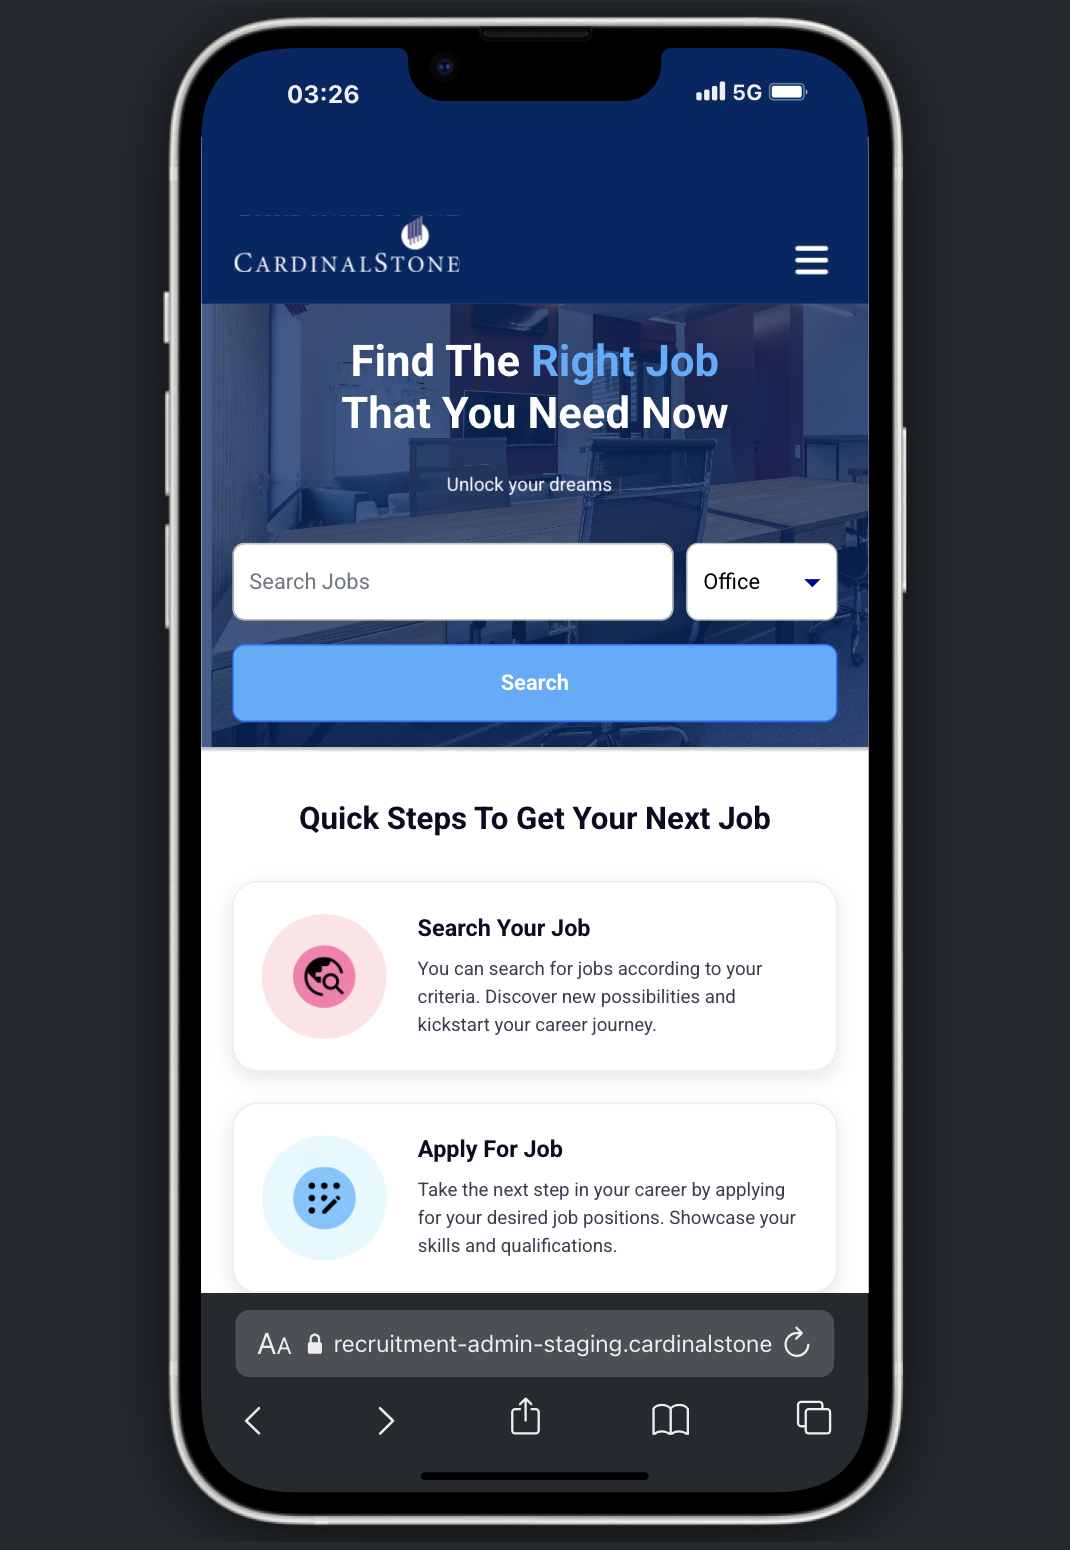 03:26
5G
CARDINALSTONE
Find The Right Job
That You Need Now
Unlock your dreams
Search Jobs
Office
Search
Quick Steps To Get Your Next Job
Search Your Job
You can search for jobs according to your
criteria. Discover new possibilities and
kickstart your career journey.
Apply For Job
Take the next step in your career by applying
for your desired job positions. Showcase your
skills and qualifications.
AA recruitment-admin-staging.cardinalstone